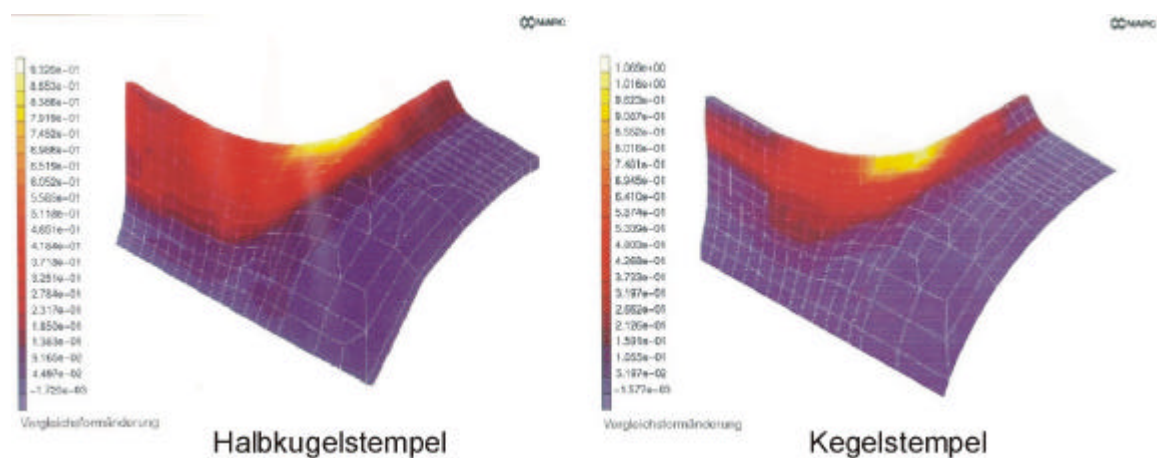 MARC
9.320e-01
8.853e-01
8.386e-01
7.919e-01
7.452e-01
6.986e-01
6.519e-01
6.052e-01
5.585e-01
5.118e-01
4.651e-01
4.184e-01
3.718e-01
3.251e-01
2.784e-01
2.317e-01
1.850e-01
1.383e-01
9.166e-02
4.497e-02
-1.726e-03
Vergleichsformänderung
Halbkugelstempel
MARC
1.069e+00
1.016e+00
9.623e-01
9.087e-01
8.552e-01
8.016e-01
7.481e-01
6.945e-01
6.410e-01
5.874e-01
5.339e-01
4.803e-01
4.268e-01
3.733e-01
3.197e-01
2.662e-01
2.126e-01
1.591e-01
1.055e-01
5.197e-02
-1.577e-03
Vergleichsformänderung
Kegelstempel